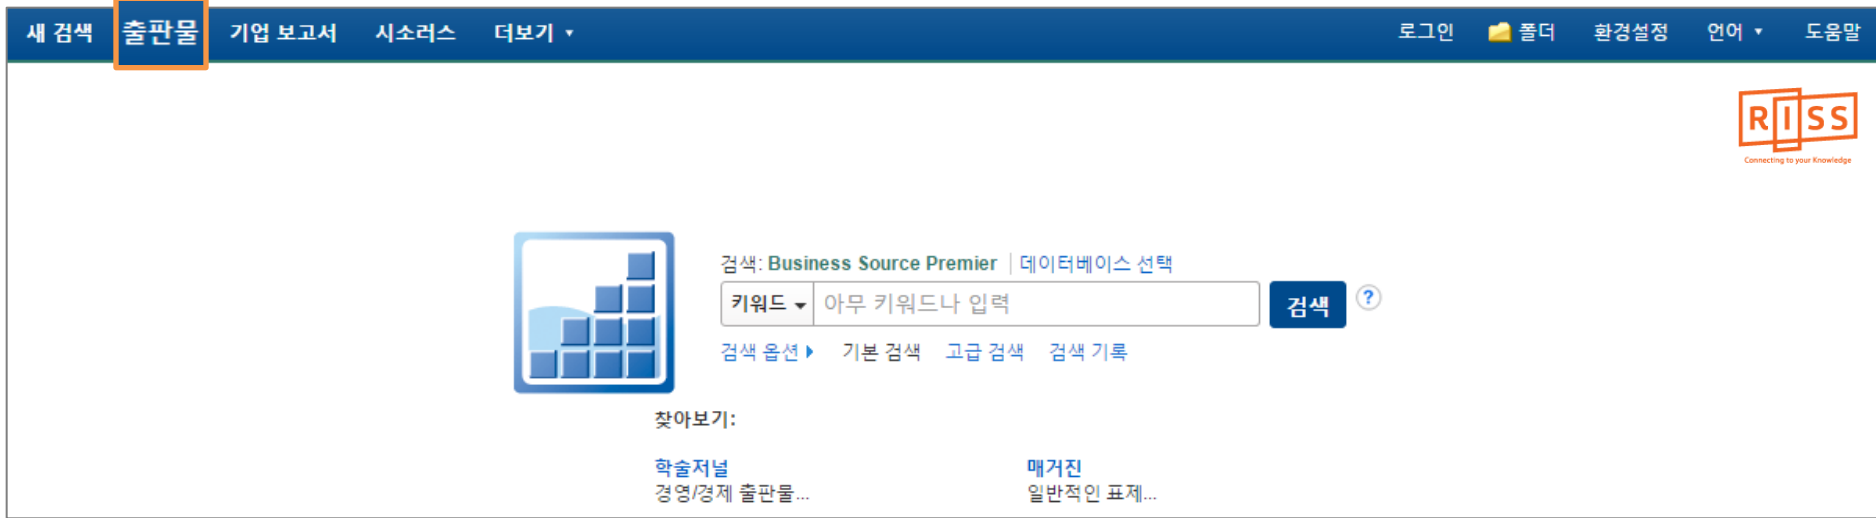 새 검색 출판물 기업 보고서 시소러스 더보기 로그인 폴더 환경설정 언어 도움말
RISS
Connecting to your Knowledge
검색: Business Source Premier 데이터베이스 선택
키워드 아무 키워드나 입력 검색 ?
검색 옵션 기본 검색 고급 검색 검색 기록
찾아보기:
학술저널 매거진
경영/경제 출판물... 일반적인 표제...